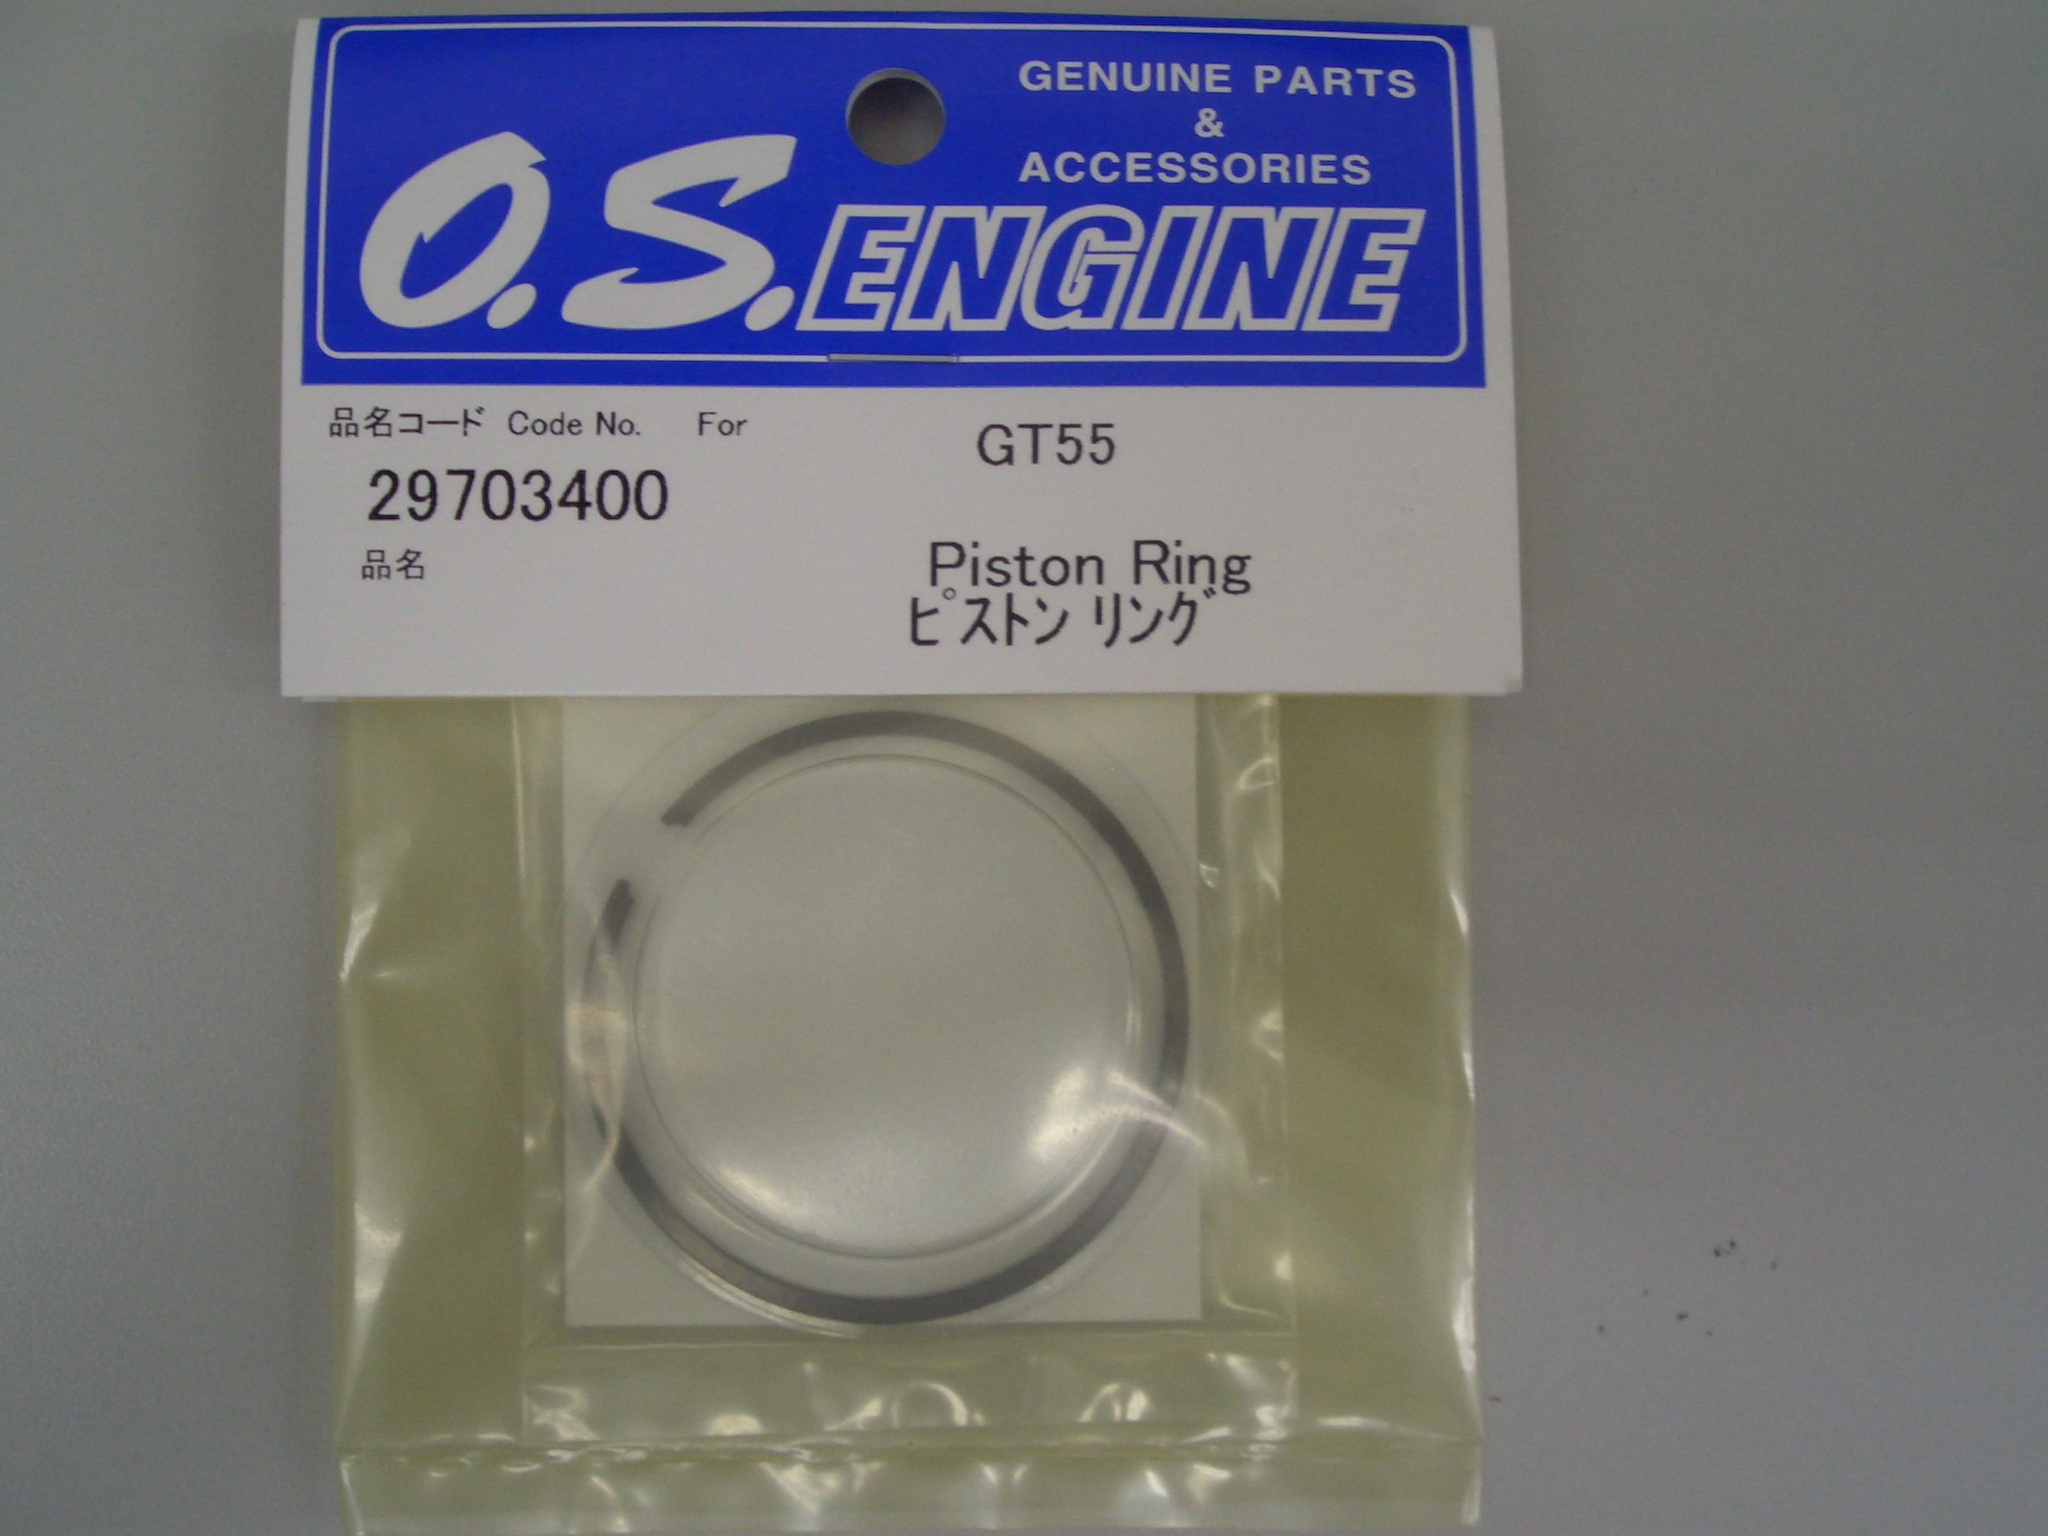 GENUINE PARTS
&
ACCESSORIES
O.S. ENGINE
品名コード Code No. For
GT55
29703400
品名
Piston Ring
ﾋﾟｽﾄﾝ ﾘﾝｸﾞ